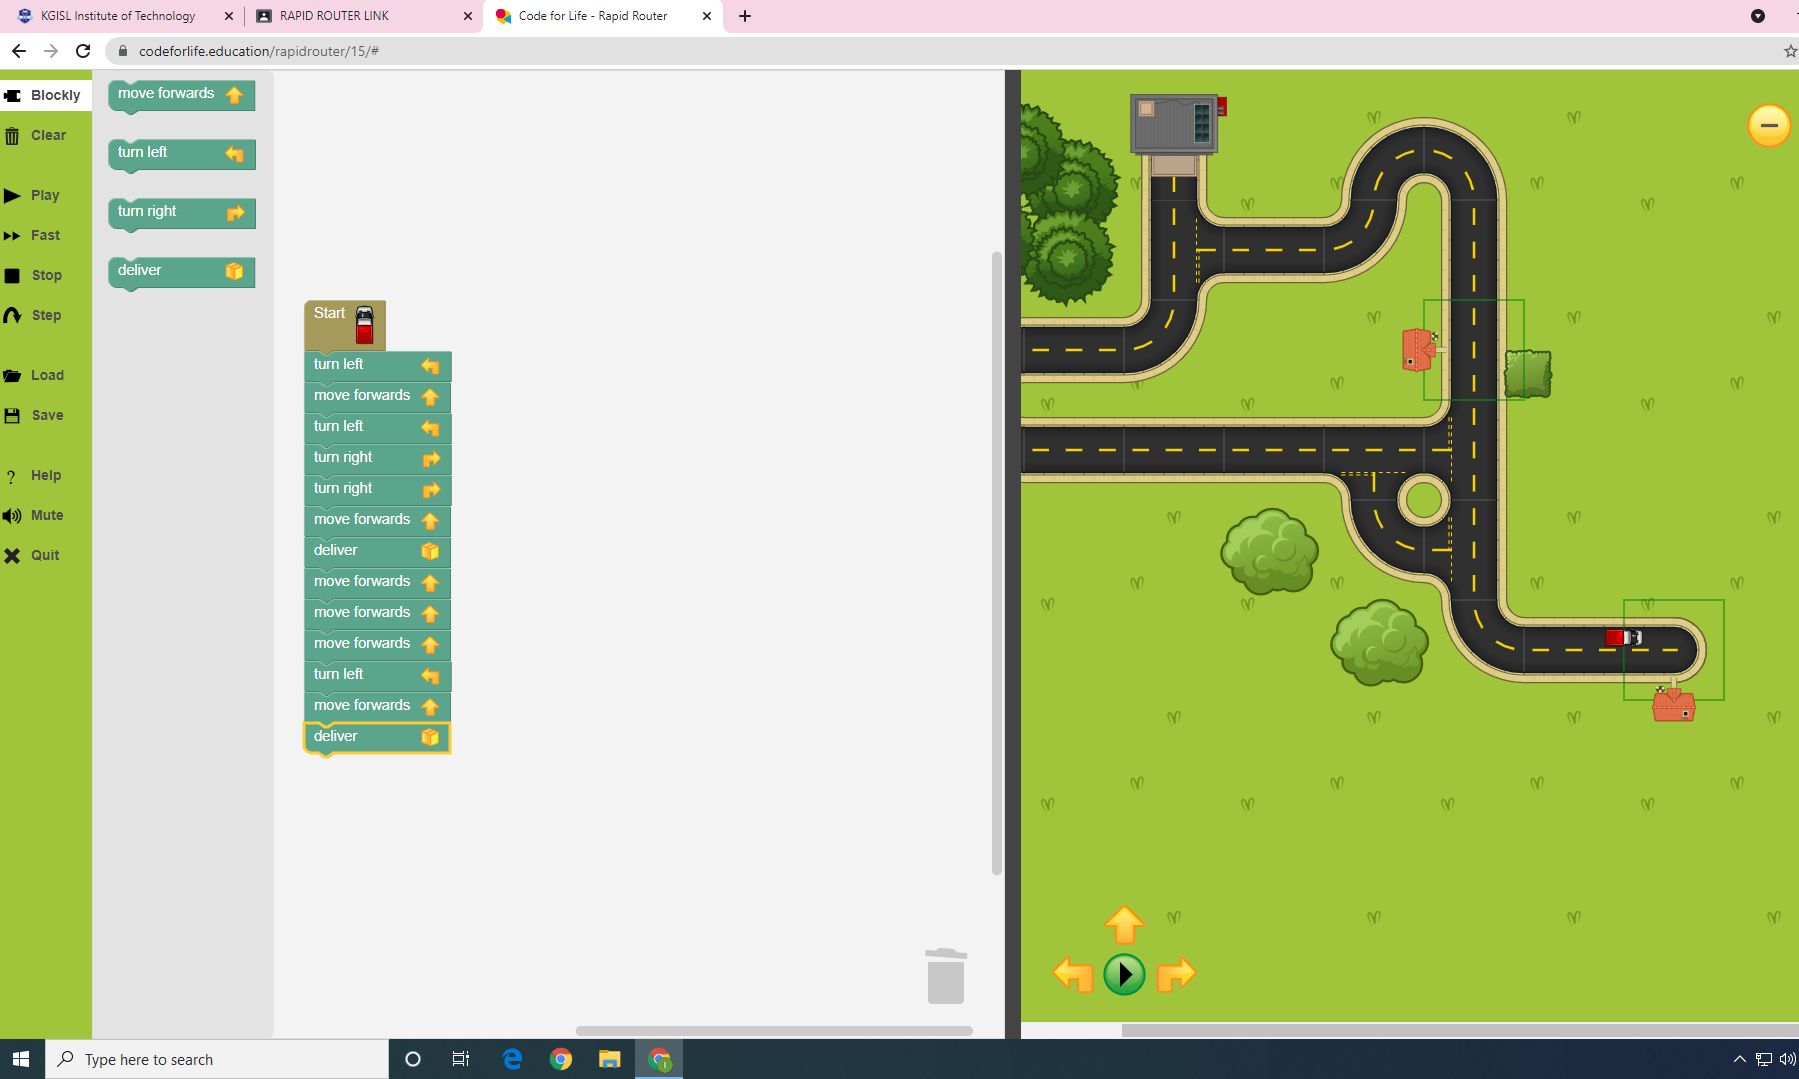 KGISL Institute of Technology
RAPID ROUTER LINK
Code for Life - Rapid Router
codeforlife.education/rapidrouter/15/#
Blockly
Clear
Play
Fast
Stop
Step
Load
Save
Help
Mute
Quit
move forwards
turn left
turn right
deliver
Start
turn left
move forwards
turn left
turn right
turn right
move forwards
deliver
move forwards
move forwards
move forwards
turn left
move forwards
deliver
Type here to search